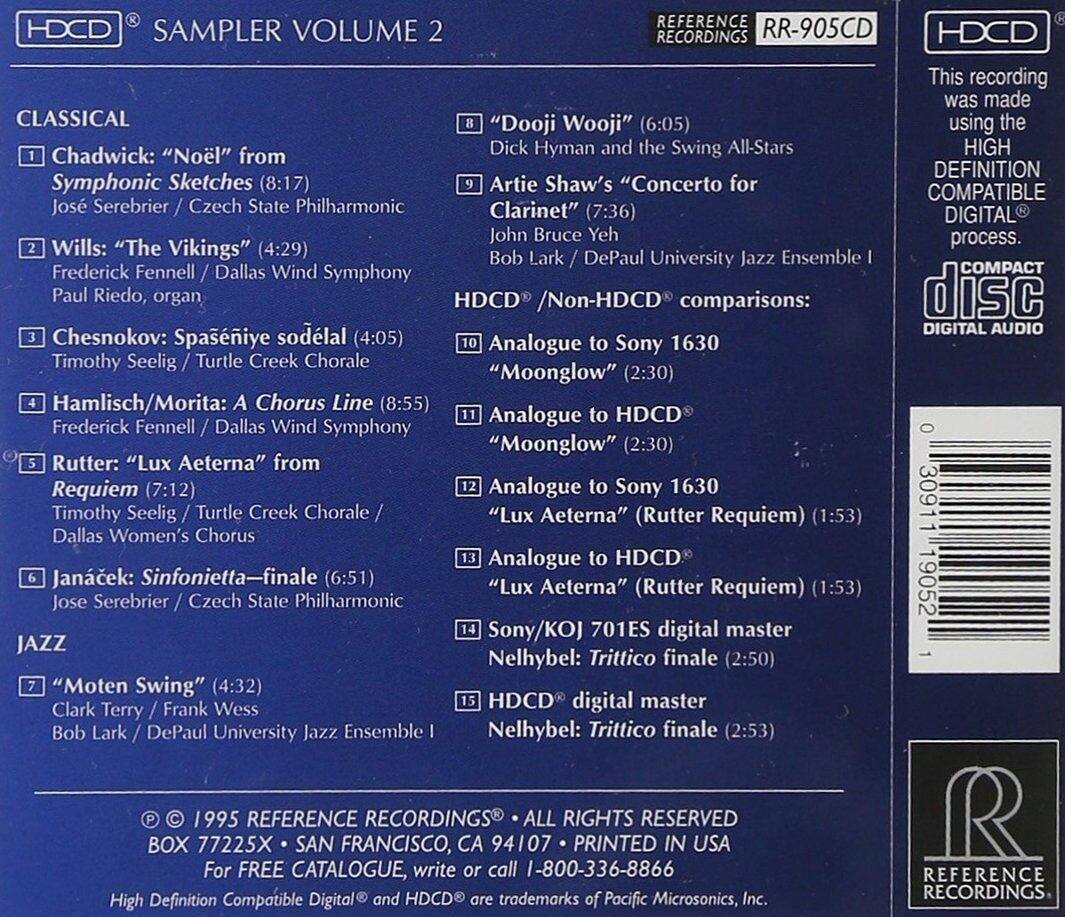 HDCD® SAMPLER VOLUME 2
REFERENCE
RECORDINGS RR-905CD
CLASSICAL
1 Chadwick: “Noël” from
Symphonic Sketches (8:17)
José Serebrier / Czech State Philharmonic
2 Wills: “The Vikings” (4:29)
Frederick Fennell / Dallas Wind Symphony
Paul Riedo, organ
3 Chesnokov: Spas̃éñiye sod̃élal (4:05)
Timothy Seelig / Turtle Creek Chorale
4 Hamlisch/Morita: A Chorus Line (8:55)
Frederick Fennell / Dallas Wind Symphony
5 Rutter: “Lux Aeterna” from
Requiem (7:12)
Timothy Seelig / Turtle Creek Chorale /
Dallas Women's Chorus
6 Janáček: Sinfonietta—finale (6:51)
Jose Serebrier / Czech State Philharmonic
JAZZ
7 “Moten Swing” (4:32)
Clark Terry / Frank Wess
Bob Lark / DePaul University Jazz Ensemble I
8 “Dooji Wooji” (6:05)
Dick Hyman and the Swing All-Stars
9 Artie Shaw's “Concerto for
Clarinet” (7:36)
John Bruce Yeh
Bob Lark / DePaul University Jazz Ensemble I
HDCD® /Non-HDCD® comparisons:
10 Analogue to Sony 1630
“Moonglow” (2:30)
11 Analogue to HDCD®
“Moonglow” (2:30)
12 Analogue to Sony 1630
“Lux Aeterna” (Rutter Requiem) (1:53)
13 Analogue to HDCD®
“Lux Aeterna” (Rutter Requiem) (1:53)
14 Sony/KOJ 701ES digital master
Nelhybel: Trittico finale (2:50)
15 HDCD® digital master
Nelhybel: Trittico finale (2:53)
℗ © 1995 REFERENCE RECORDINGS® • ALL RIGHTS RESERVED
BOX 77225X • SAN FRANCISCO, CA 94107 • PRINTED IN USA
For FREE CATALOGUE, write or call 1-800-336-8866
High Definition Compatible Digital® and HDCD® are trademarks of Pacific Microsonics, Inc.
HDCD®
This recording
was made
using the
HIGH
DEFINITION
COMPATIBLE
DIGITAL®
process.
COMPACT
disc
DIGITAL AUDIO
0 30911 19052 1
R
REFERENCE
RECORDINGS®